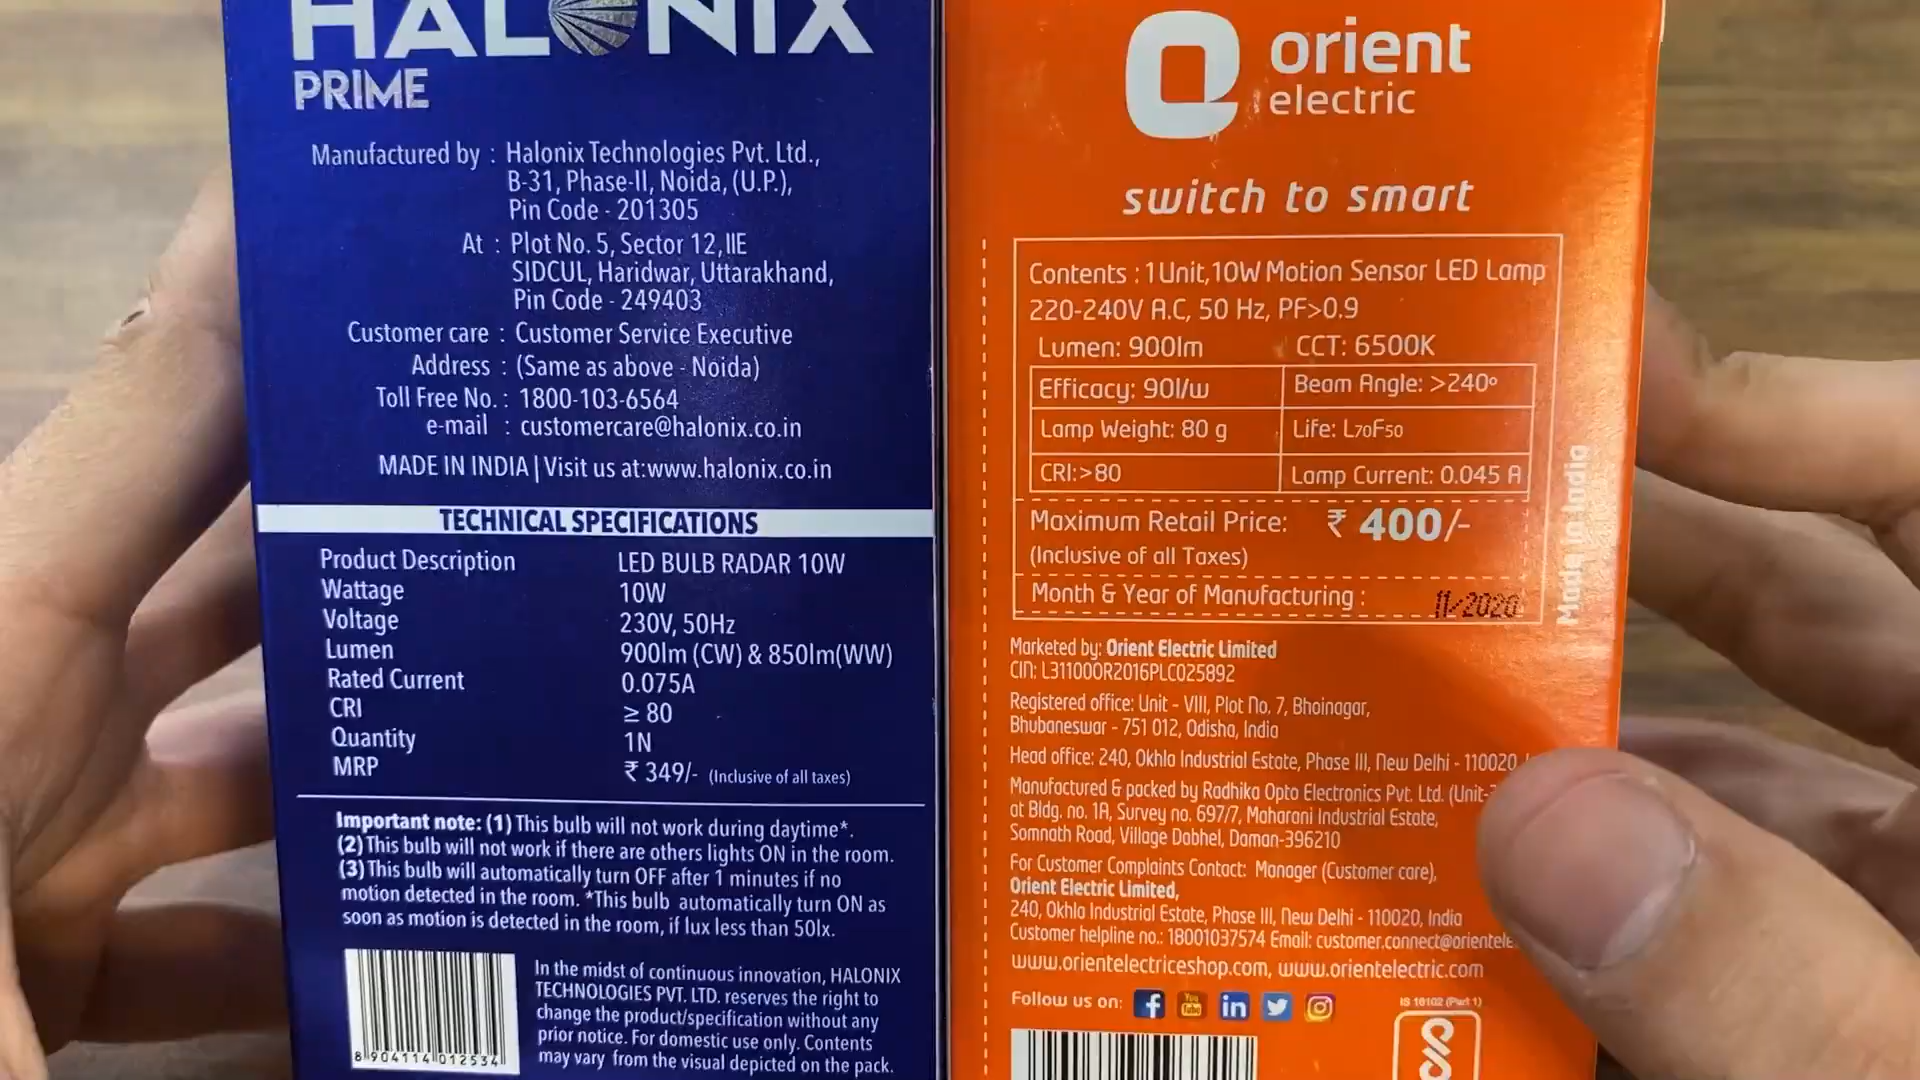 HALONIX
PRIME
Manufactured by : Halonix Technologies Pvt. Ltd.,
B-31, Phase-II, Noida, (U.P.),
Pin Code - 201305
At : Plot No. 5, Sector 12, IIE
SIDCUL, Haridwar, Uttarakhand,
Pin Code - 249403
Customer care : Customer Service Executive
Address : (Same as above - Noida)
Toll Free No. : 1800-103-6564
e-mail : customercare@halonix.co.in
MADE IN INDIA | Visit us at:www.halonix.co.in
TECHNICAL SPECIFICATIONS
Product Description LED BULB RADAR 10W
Wattage 10W
Voltage 230V, 50Hz
Lumen 900lm (CW) & 850lm(WW)
Rated Current 0.075A
CRI ≥ 80
Quantity 1N
MRP ₹ 349/- (Inclusive of all taxes)
Important note: (1) This bulb will not work during daytime*.
(2) This bulb will not work if there are others lights ON in the room.
(3) This bulb will automatically turn OFF after 1 minutes if no
motion detected in the room. *This bulb automatically turn ON as
soon as motion is detected in the room, if lux less than 50lx.
8 904114 012534
In the midst of continuous innovation, HALONIX
TECHNOLOGIES PVT. LTD. reserves the right to
change the product/specification without any
prior notice. For domestic use only. Contents
may vary from the visual depicted on the pack.
orient
electric
switch to smart
Contents : 1 Unit, 10W Motion Sensor LED Lamp
220-240V A.C, 50 Hz, PF>0.9
Lumen: 900lm CCT: 6500K
Efficacy: 90l/w Beam Angle: >240º
Lamp Weight: 80 g Life: L70F50
CRI:>80 Lamp Current: 0.045 A
Maximum Retail Price: ₹ 400/-
(Inclusive of all Taxes)
Month & Year of Manufacturing : 11/2020
Made in India
Marketed by: Orient Electric Limited
CIN: L31100OR2016PLC025892
Registered office: Unit - VIII, Plot No. 7, Bhoinagar,
Bhubaneswar - 751 012, Odisha, India
Head office: 240, Okhla Industrial Estate, Phase III, New Delhi - 110020,
Manufactured & packed by Radhika Opto Electronics Pvt. Ltd. (Unit-
at Bldg. no. 1A, Survey no. 697/7, Maharani Industrial Estate,
Somnath Road, Village Dabhel, Daman-396210
For Customer Complaints Contact: Manager (Customer care),
Orient Electric Limited,
240, Okhla Industrial Estate, Phase III, New Delhi - 110020, India
Customer helpline no.: 18001037574 Email: customer.connect@oriente
www.orientelectriceshop.com, www.orientelectric.com
Follow us on:
You
Tube
in
IS 16102 (Part 1)